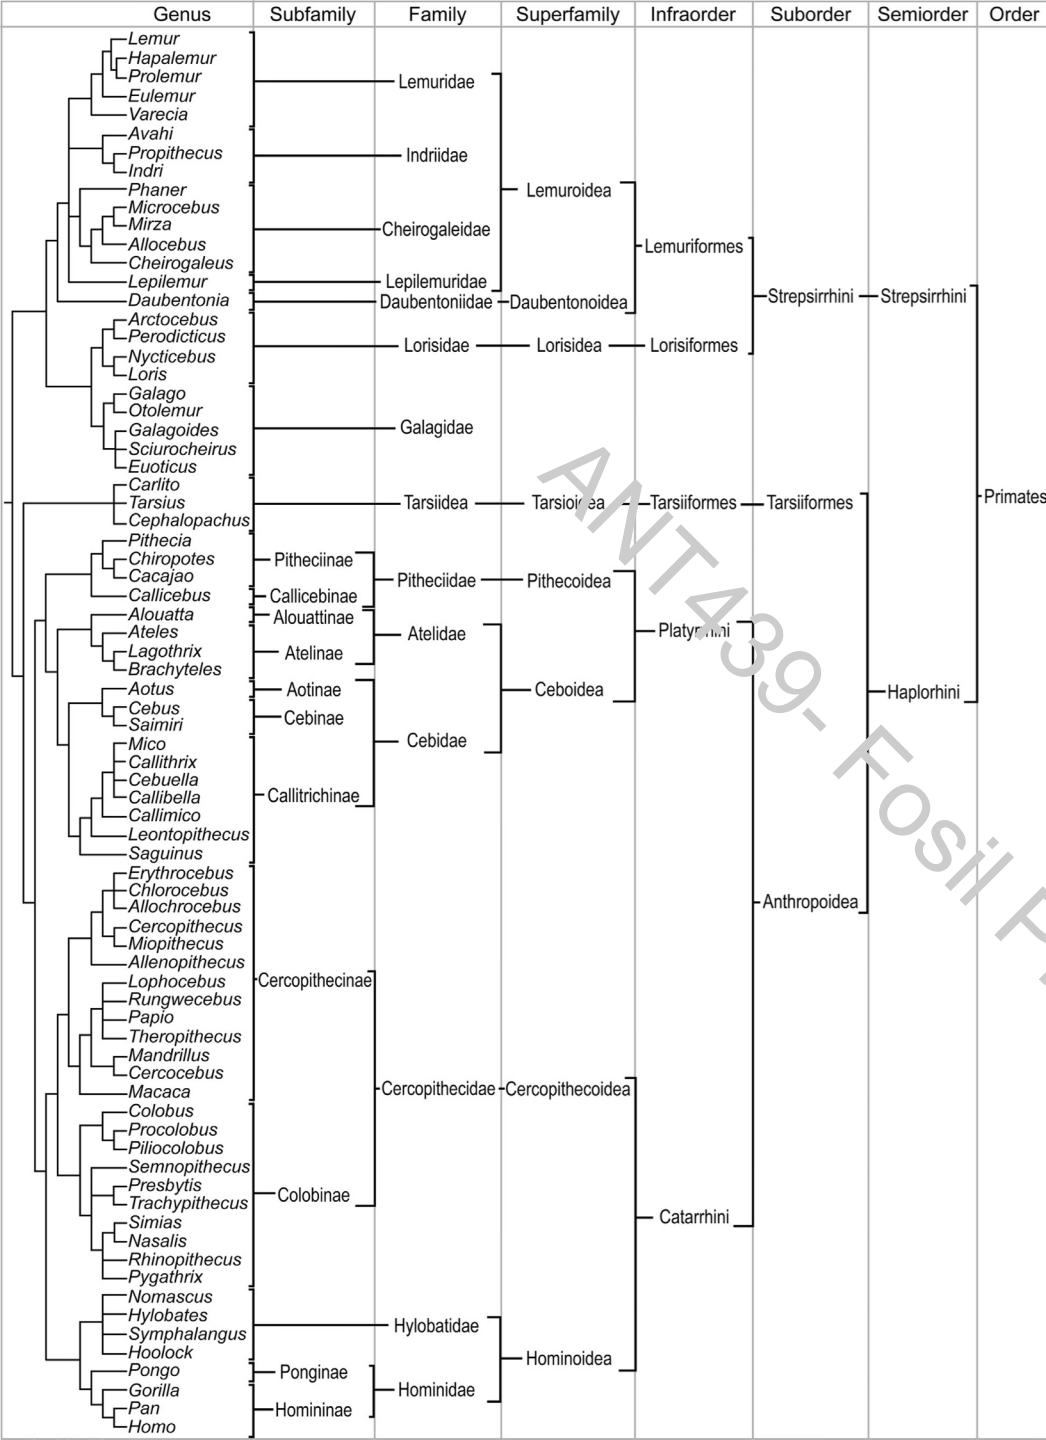 Genus Subfamily Family Superfamily Infraorder Suborder Semiorder Order
Lemur
Hapalemur
Prolemur
Lemuridae
Eulemur
Varecia
Avahi
Propithecus
Indriidae
Indri
Phaner
Lemuroidea
Microcebus
Mirza
Cheirogaleidae
Allocebus
Lemuriformes
Cheirogaleus
Lepilemur
Lepilemuridae
Strepsirrhini Strepsirrhini
Daubentonia Daubentoniidae Daubentonoidea
Arctocebus
Perodicticus
Lorisidae Lorisidea Lorisiformes
Nycticebus
Loris
Galago
Otolemur
Galagidae
Galagoides
Sciurocheirus
Euoticus
Carlito
Primates
Tarsius Tarsiidea Tarsioidea Tarsiiformes Tarsiiformes
Cephalopachus
Pithecia
Chiropotes Pitheciinae
Cacajao Pitheciidae Pithecoidea
Callicebus Callicebinae
Alouatta Alouattinae
Ateles Atelidae Platyrrhini
Lagothrix Atelinae
Brachyteles
Aotus Aotinae Ceboidea Haplorhini
Cebus
Cebinae
Saimiri
Mico Cebidae
Callithrix
Cebuella
Callibella Callitrichinae
Callimico
Leontopithecus
Saguinus
Erythrocebus
Chlorocebus
Allochrocebus Anthropoidea
Cercopithecus
Miopithecus
Allenopithecus
Lophocebus Cercopithecinae
Rungwecebus
Papio
Theropithecus
Mandrillus
Cercocebus
Macaca Cercopithecidae Cercopithecoidea
Colobus
Procolobus
Piliocolobus
Semnopithecus
Presbytis
Colobinae
Trachypithecus
Simias Catarrhini
Nasalis
Rhinopithecus
Pygathrix
Nomascus
Hylobates
Hylobatidae
Symphalangus
Hoolock Hominoidea
Pongo Ponginae
Gorilla Hominidae
Pan Homininae
Homo
ANT439- Fosil